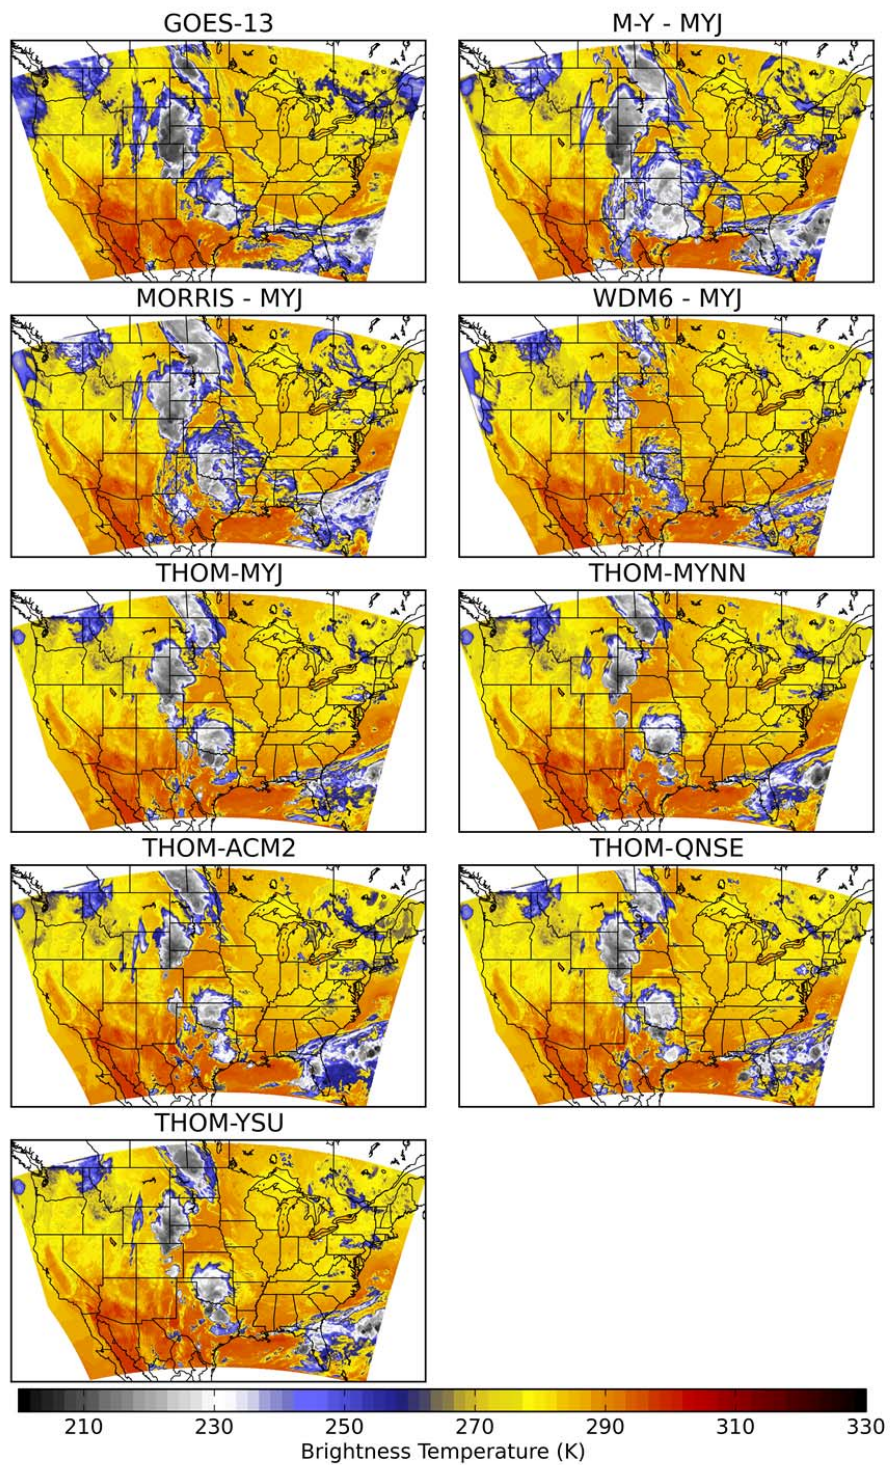 GOES-13
M-Y - MYJ
MORRIS - MYJ
WDM6 - MYJ
THOM-MYJ
THOM-MYNN
THOM-ACM2
THOM-QNSE
THOM-YSU
210 230 250 270 290 310 330
Brightness Temperature (K)